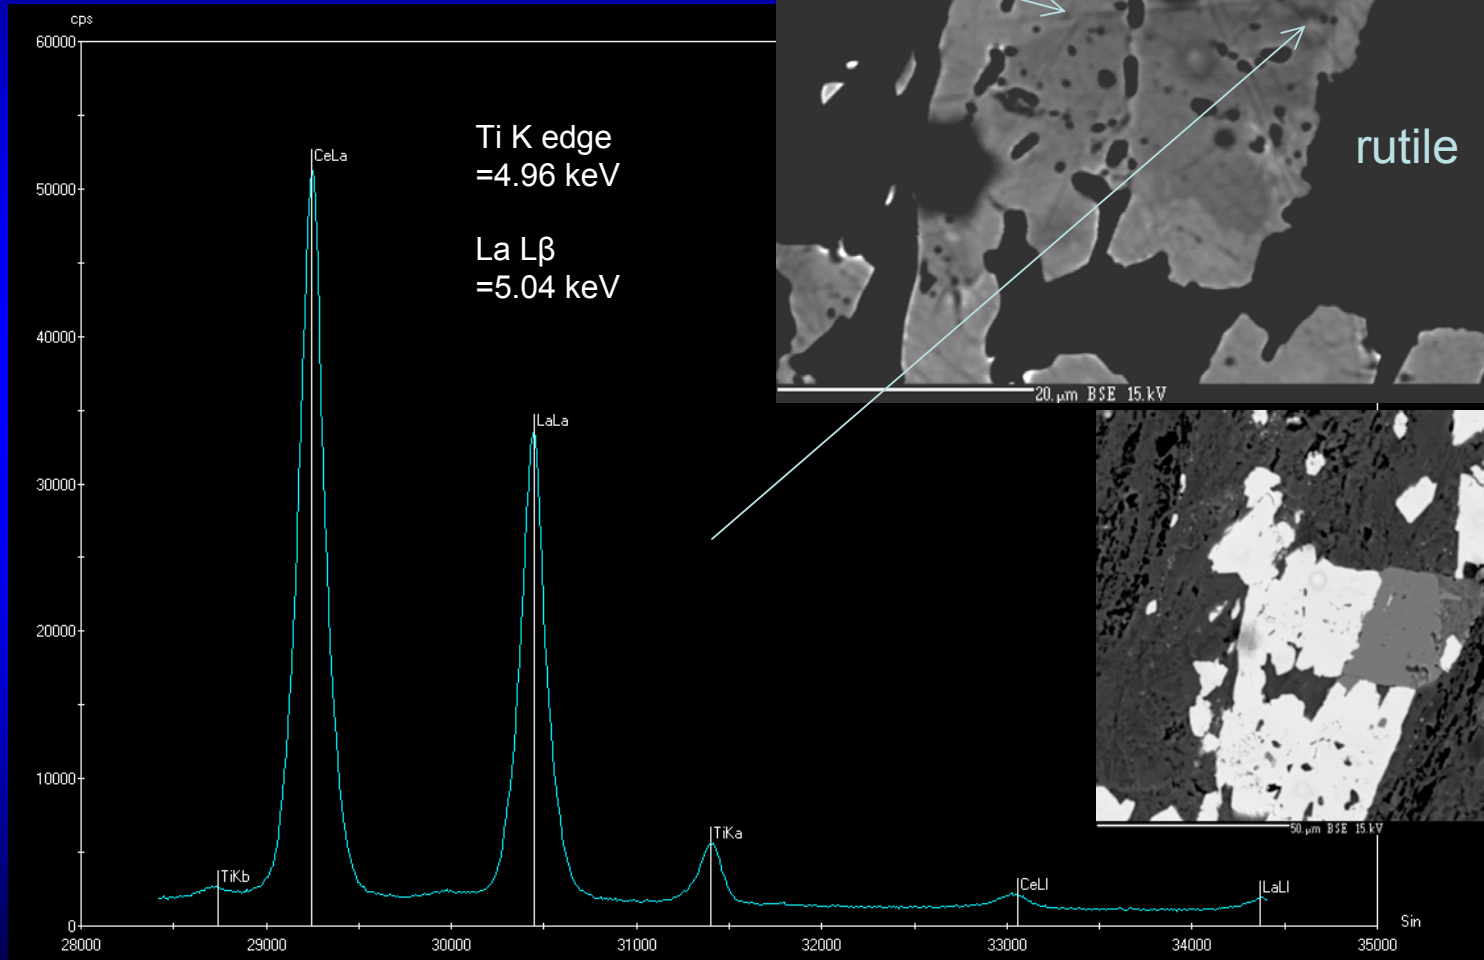 cps
60000
50000
40000
30000
20000
10000
0
28000
29000
30000
31000
32000
33000
34000
35000
Sin
CeLa
LaLa
TiKb
TiKa
CeLl
LaLl
Ti K edge
=4.96 keV
La Lβ
=5.04 keV
rutile
20.µm BSE 15.kV
50.µm BSE 15.kV